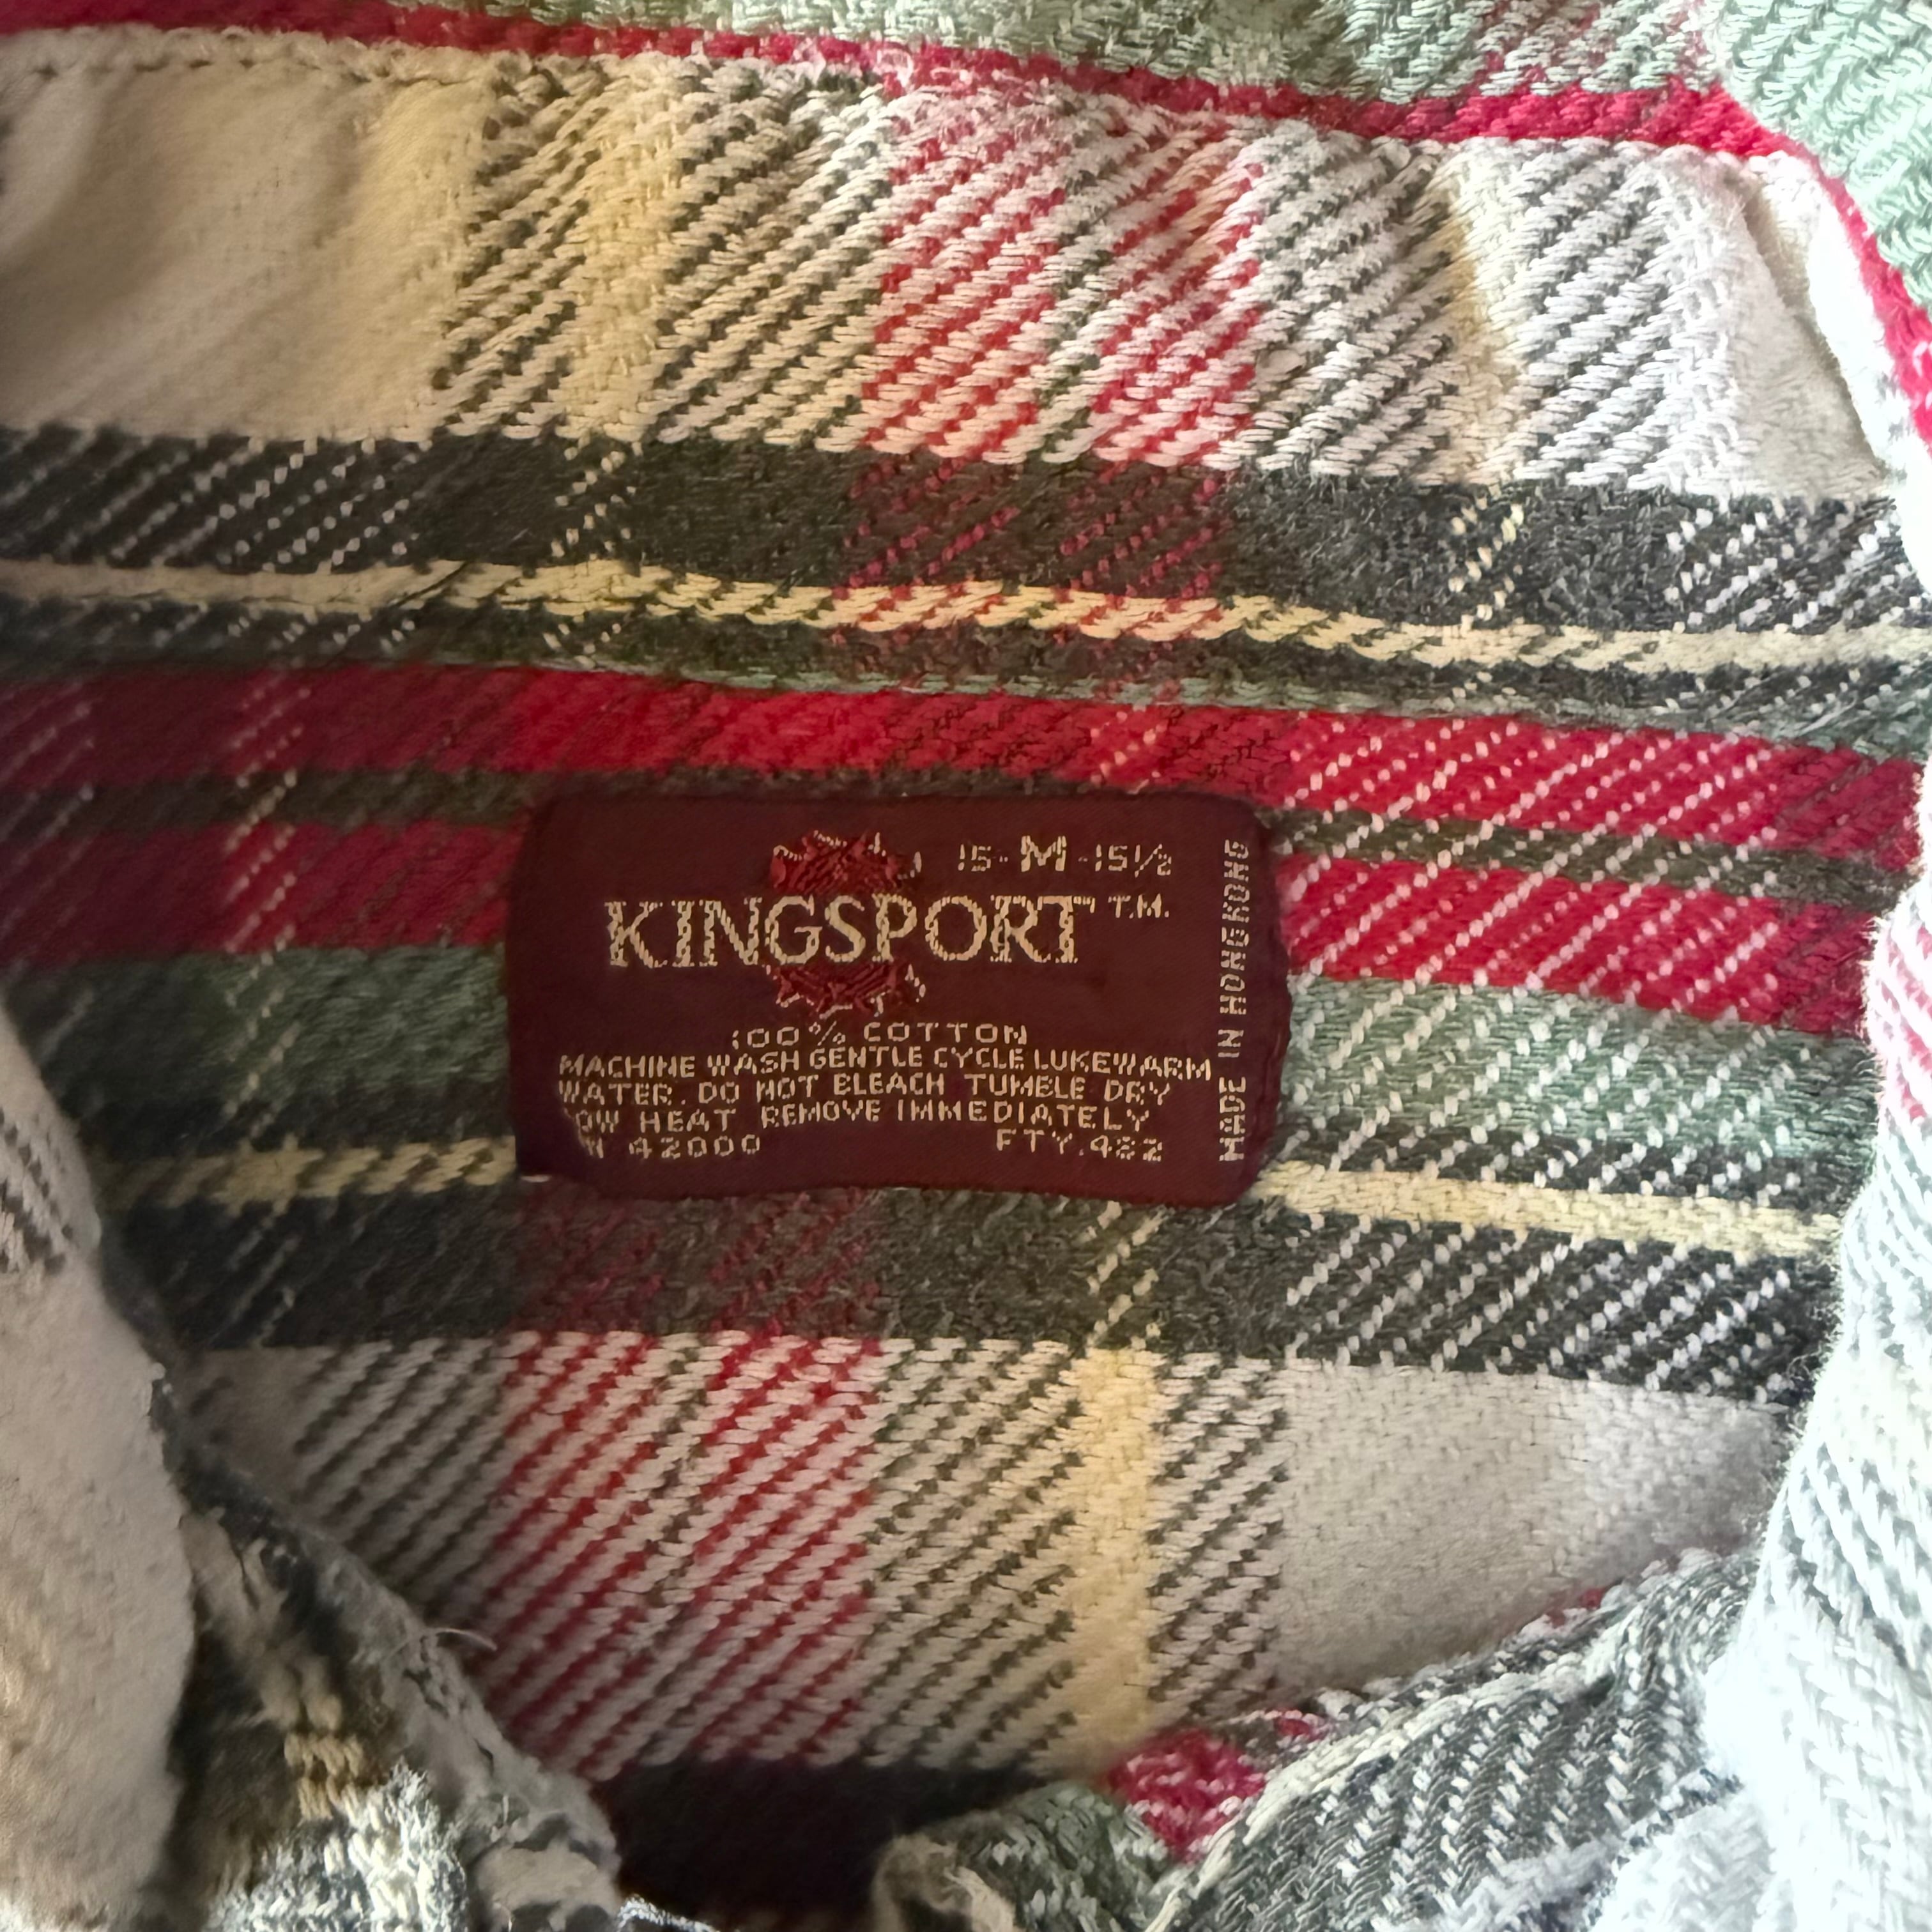 15-M-15½
KINGSPORT T.M.
100% COTTON
MACHINE WASH GENTLE CYCLE LUKEWARM
WATER. DO NOT BLEACH TUMBLE DRY
LOW HEAT REMOVE IMMEDIATELY
42000 FTY.422
MADE IN HONGKONG